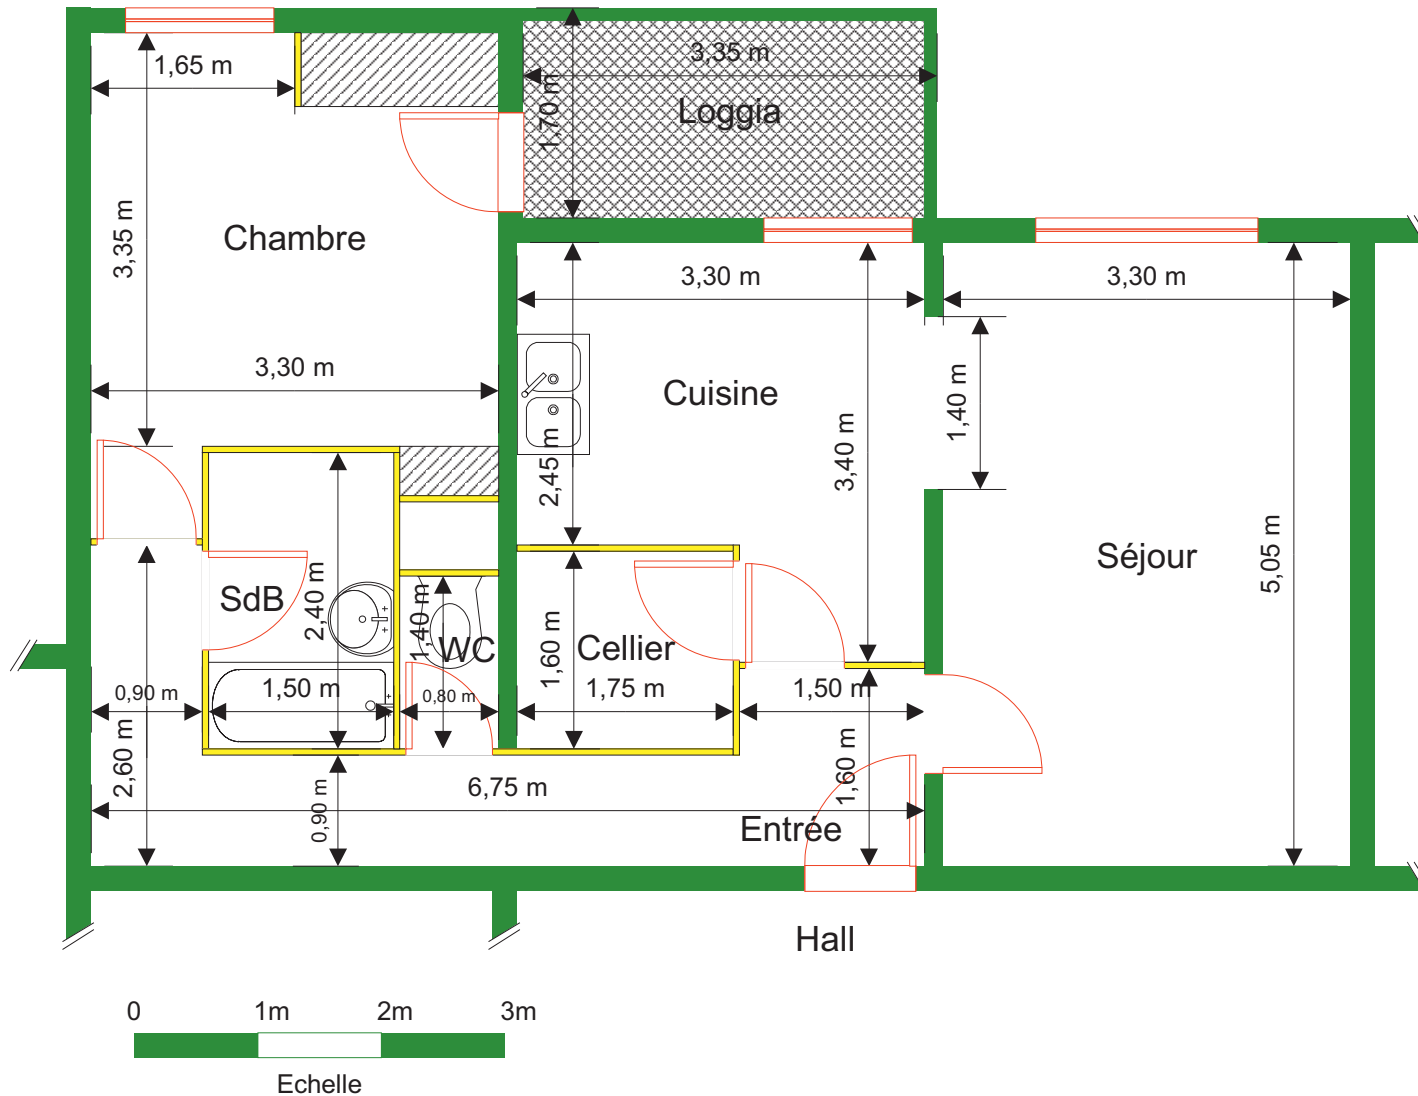 1,65 m
3,35 m
1,70 m
Loggia
3,35 m
Chambre
3,30 m
3,30 m
3,30 m
Cuisine
1,40 m
2,45 m
3,40 m
Séjour
5,05 m
SdB
2,40 m
1,40 m
WC
1,60 m
Cellier
0,90 m
1,50 m
0,80 m
1,75 m
1,50 m
2,60 m
0,90 m
6,75 m
1,60 m
Entrée
Hall
0 1m 2m 3m
Echelle